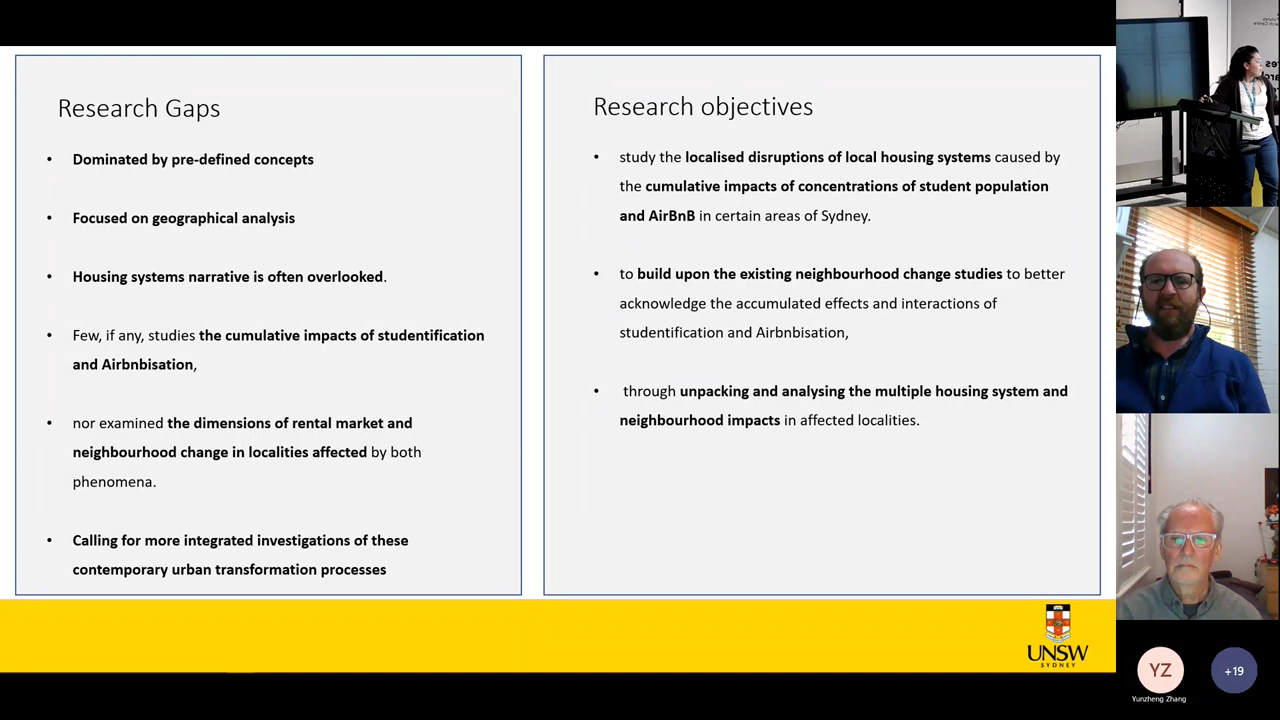 Research Gaps
• Dominated by pre-defined concepts
• Focused on geographical analysis
• Housing systems narrative is often overlooked.
• Few, if any, studies the cumulative impacts of studentification
and Airbnbisation,
• nor examined the dimensions of rental market and
neighbourhood change in localities affected by both
phenomena.
• Calling for more integrated investigations of these
contemporary urban transformation processes
Research objectives
• study the localised disruptions of local housing systems caused by
the cumulative impacts of concentrations of student population
and AirBnB in certain areas of Sydney.
• to build upon the existing neighbourhood change studies to better
acknowledge the accumulated effects and interactions of
studentification and Airbnbisation,
• through unpacking and analysing the multiple housing system and
neighbourhood impacts in affected localities.
UNSW
SYDNEY
YZ
Yunzheng Zhang
+19